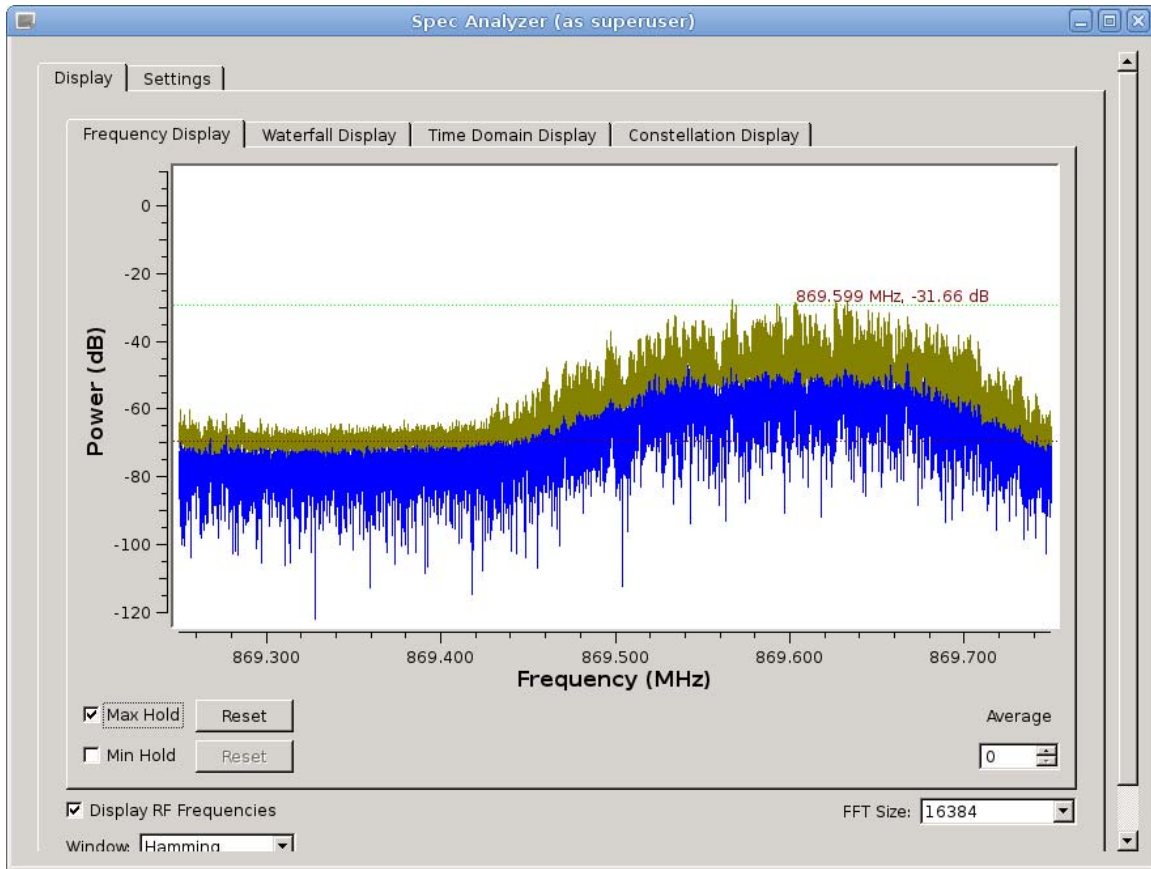 Spec Analyzer (as superuser)
Display Settings
Frequency Display Waterfall Display Time Domain Display Constellation Display
0
-20
869.599 MHz, -31.66 dB
-40
-60
-80
-100
-120
Power (dB)
869.300 869.400 869.500 869.600 869.700
Frequency (MHz)
Max Hold Reset Average
Min Hold Reset 0
Display RF Frequencies FFT Size: 16384
Window: Hamming